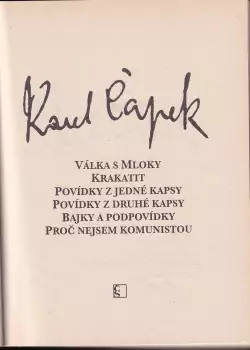 Karel Čapek
VÁLKA S MLOKY
KRAKATIT
POVÍDKY Z JEDNÉ KAPSY
POVÍDKY Z DRUHÉ KAPSY
BAJKY A PODPOVÍDKY
PROČ NEJSEM KOMUNISTOU